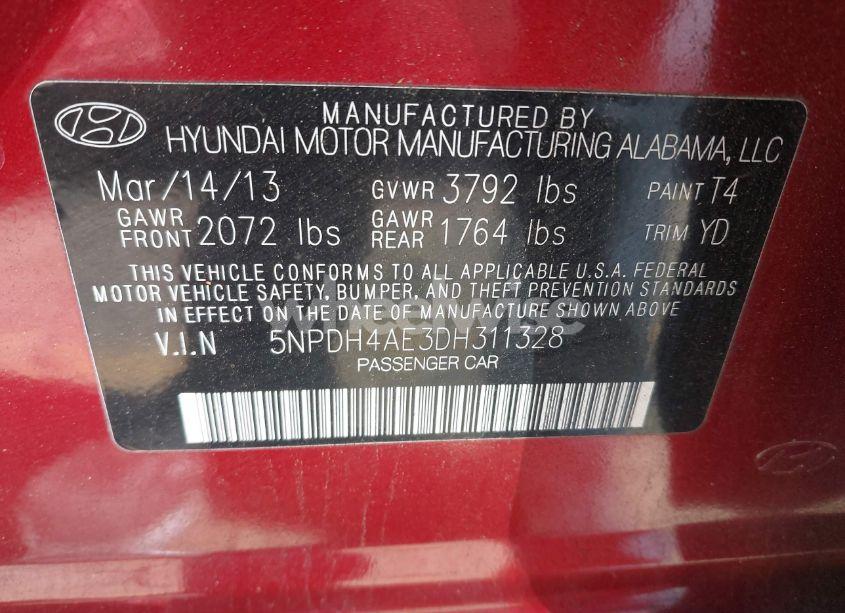 MANUFACTURED BY
HYUNDAI MOTOR MANUFACTURING ALABAMA, LLC
Mar/14/13 GVWR 3792 lbs PAINT T4
GAWR FRONT 2072 lbs GAWR REAR 1764 lbs TRIM YD
THIS VEHICLE CONFORMS TO ALL APPLICABLE U.S.A. FEDERAL
MOTOR VEHICLE SAFETY, BUMPER, AND THEFT PREVENTION STANDARDS
IN EFFECT ON THE DATE OF MANUFACTURE SHOWN ABOVE
V.I.N 5NPDH4AE3DH311328
PASSENGER CAR